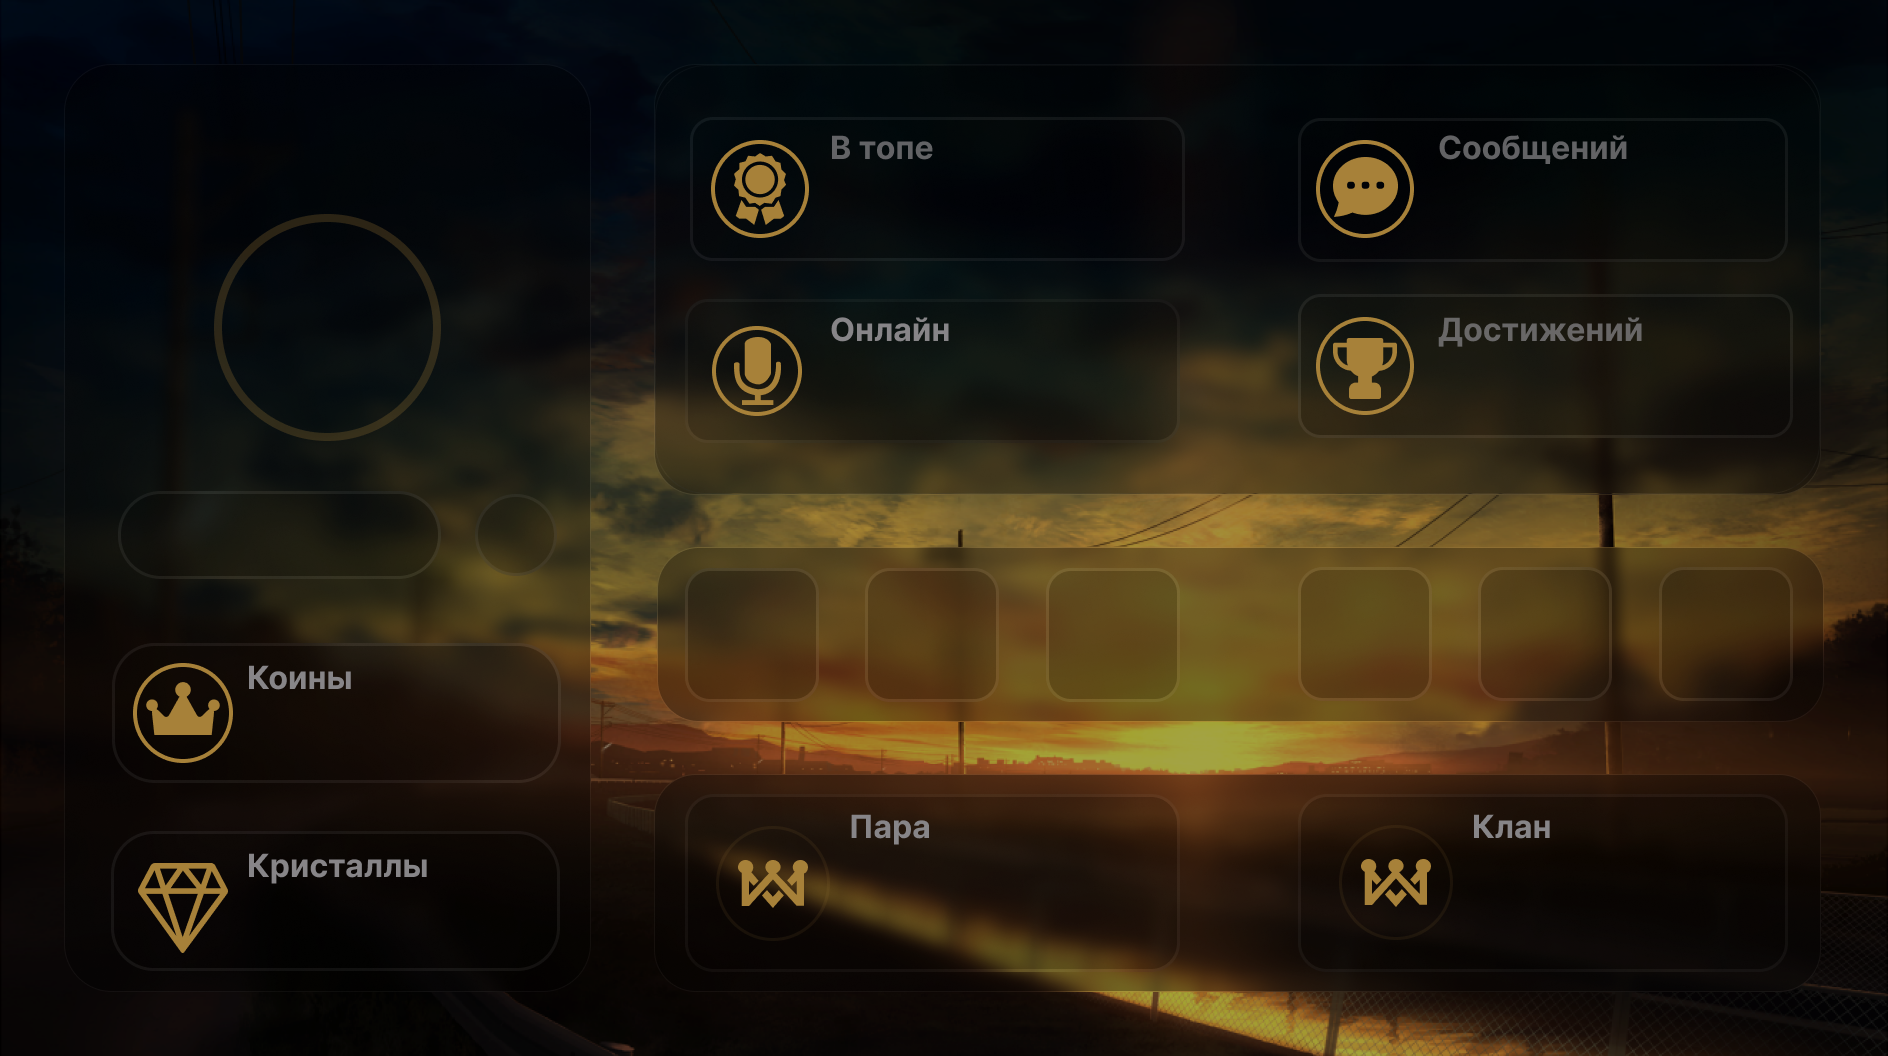 В топе
Сообщений
Онлайн
Достижений
Коины
Кристаллы
Пара
Клан